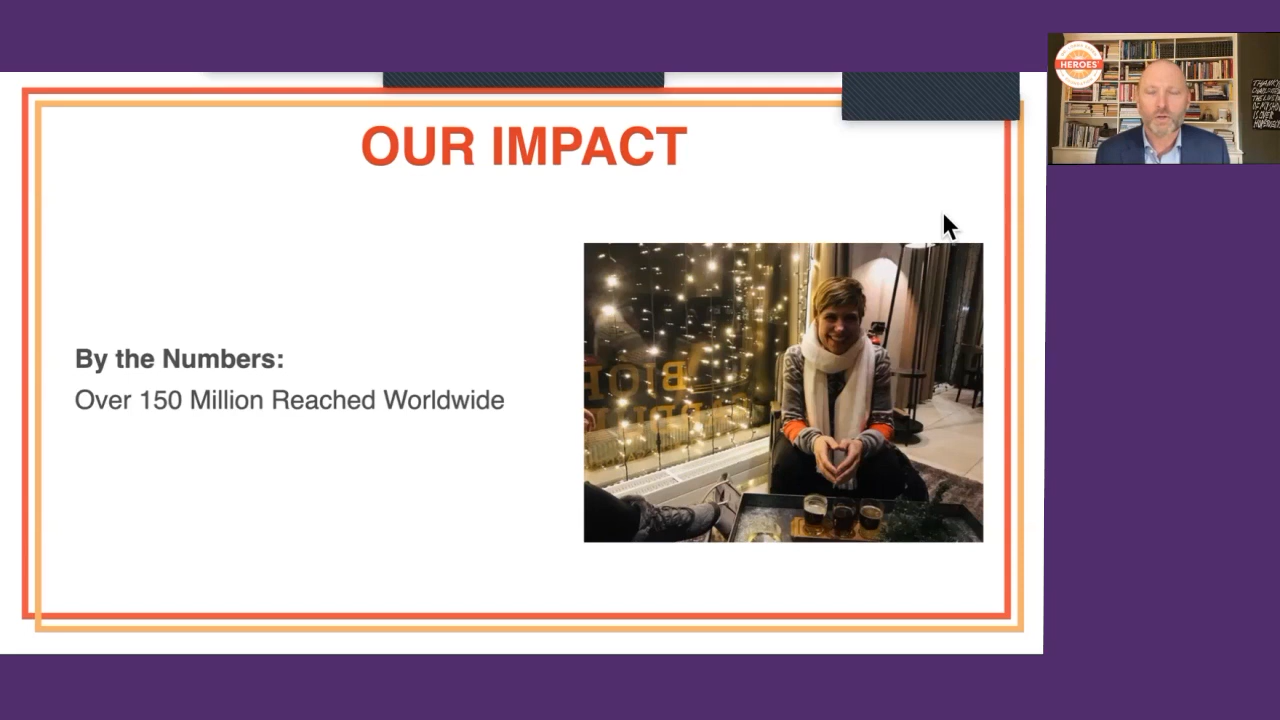 OUR IMPACT
By the Numbers:
Over 150 Million Reached Worldwide
HEROES